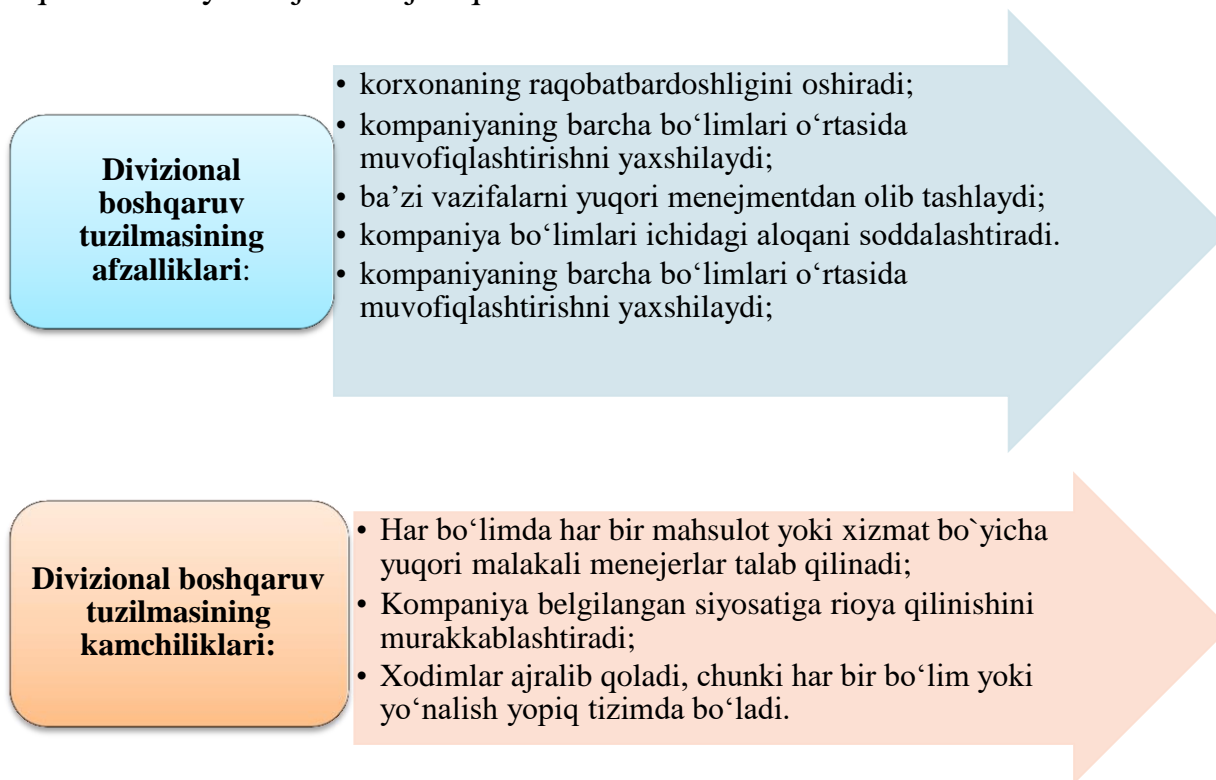 Divizional
boshqaruv
tuzilmasining
afzalliklari:
• korxonaning raqobatbardoshligini oshiradi;
• kompaniyaning barcha bo‘limlari o‘rtasida
muvofiqlashtirishni yaxshilaydi;
• ba’zi vazifalarni yuqori menejmentdan olib tashlaydi;
• kompaniya bo‘limlari ichidagi aloqani soddalashtiradi.
• kompaniyaning barcha bo‘limlari o‘rtasida
muvofiqlashtirishni yaxshilaydi;
Divizional boshqaruv
tuzilmasining
kamchiliklari:
• Har bo‘limda har bir mahsulot yoki xizmat bo`yicha
yuqori malakali menejerlar talab qilinadi;
• Kompaniya belgilangan siyosatiga rioya qilinishini
murakkablashtiradi;
• Xodimlar ajralib qoladi, chunki har bir bo‘lim yoki
yo‘nalish yopiq tizimda bo‘ladi.